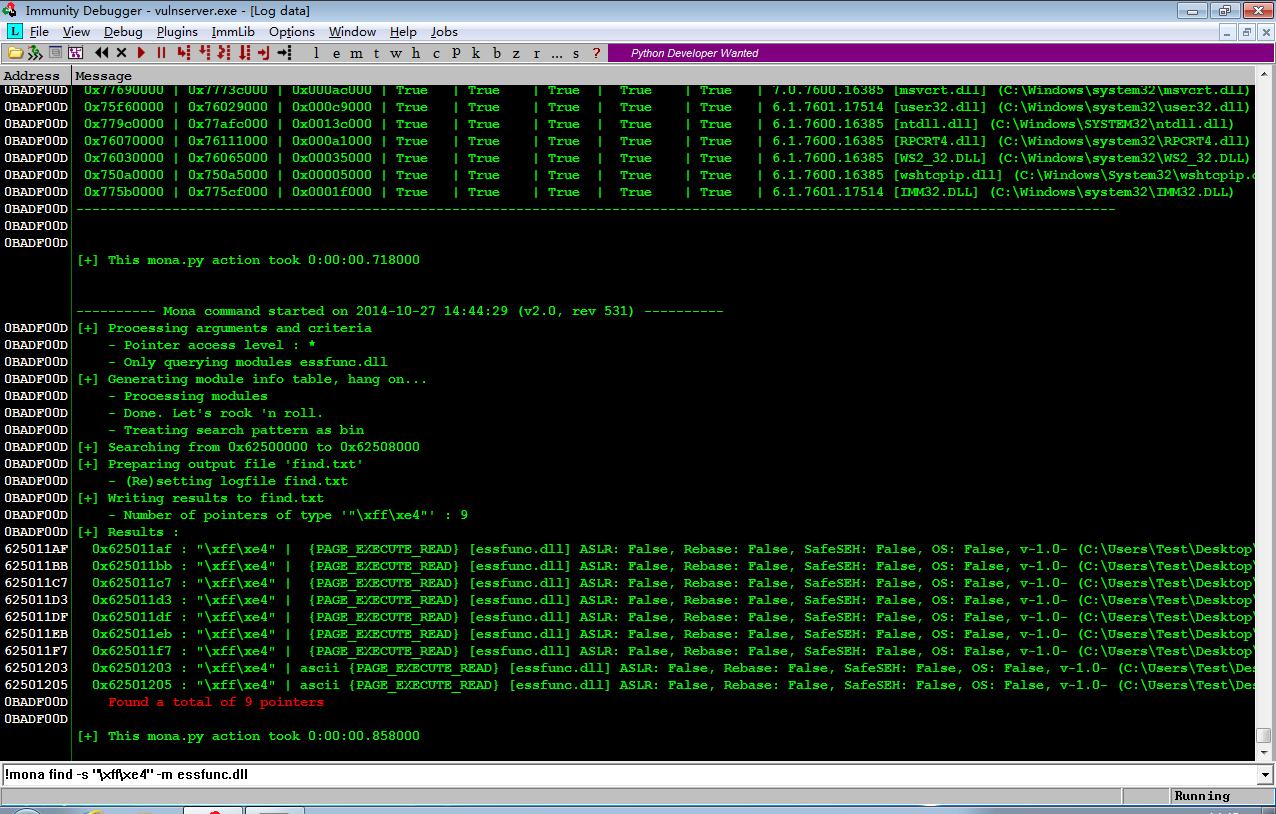 Immunity Debugger - vulnserver.exe - [Log data]
L File View Debug Plugins ImmLib Options Window Help Jobs
l e m t w h c P k b z r ... s ? Python Developer Wanted
Address Message
0BADF00D 0x77690000 | 0x7773c000 | 0x000ac000 | True | True | True | True | True | 7.0.7600.16385 [msvcrt.dll] (C:\Windows\system32\msvcrt.dll)
0BADF00D 0x75f60000 | 0x76029000 | 0x000c9000 | True | True | True | True | True | 6.1.7601.17514 [user32.dll] (C:\Windows\system32\user32.dll)
0BADF00D 0x779c0000 | 0x77afc000 | 0x0013c000 | True | True | True | True | True | 6.1.7600.16385 [ntdll.dll] (C:\Windows\SYSTEM32\ntdll.dll)
0BADF00D 0x76070000 | 0x76111000 | 0x000a1000 | True | True | True | True | True | 6.1.7600.16385 [RPCRT4.dll] (C:\Windows\system32\RPCRT4.dll)
0BADF00D 0x76030000 | 0x76065000 | 0x00035000 | True | True | True | True | True | 6.1.7600.16385 [WS2_32.DLL] (C:\Windows\system32\WS2_32.DLL)
0BADF00D 0x750a0000 | 0x750a5000 | 0x00005000 | True | True | True | True | True | 6.1.7600.16385 [wshtcpip.dll] (C:\Windows\System32\wshtcpip.d
0BADF00D 0x775b0000 | 0x775cf000 | 0x0001f000 | True | True | True | True | True | 6.1.7601.17514 [IMM32.DLL] (C:\Windows\system32\IMM32.DLL)
0BADF00D ----------------------------------------------------------------------------------------------------------------------------------
0BADF00D
0BADF00D
[+] This mona.py action took 0:00:00.718000
---------- Mona command started on 2014-10-27 14:44:29 (v2.0, rev 531) ----------
0BADF00D [+] Processing arguments and criteria
0BADF00D - Pointer access level : *
0BADF00D - Only querying modules essfunc.dll
0BADF00D [+] Generating module info table, hang on...
0BADF00D - Processing modules
0BADF00D - Done. Let's rock 'n roll.
0BADF00D - Treating search pattern as bin
0BADF00D [+] Searching from 0x62500000 to 0x62508000
0BADF00D [+] Preparing output file 'find.txt'
0BADF00D - (Re)setting logfile find.txt
0BADF00D [+] Writing results to find.txt
0BADF00D - Number of pointers of type '"\xff\xe4"' : 9
0BADF00D [+] Results :
625011AF 0x625011af : "\xff\xe4" | {PAGE_EXECUTE_READ} [essfunc.dll] ASLR: False, Rebase: False, SafeSEH: False, OS: False, v-1.0- (C:\Users\Test\Desktop\
625011BB 0x625011bb : "\xff\xe4" | {PAGE_EXECUTE_READ} [essfunc.dll] ASLR: False, Rebase: False, SafeSEH: False, OS: False, v-1.0- (C:\Users\Test\Desktop\
625011C7 0x625011c7 : "\xff\xe4" | {PAGE_EXECUTE_READ} [essfunc.dll] ASLR: False, Rebase: False, SafeSEH: False, OS: False, v-1.0- (C:\Users\Test\Desktop\
625011D3 0x625011d3 : "\xff\xe4" | {PAGE_EXECUTE_READ} [essfunc.dll] ASLR: False, Rebase: False, SafeSEH: False, OS: False, v-1.0- (C:\Users\Test\Desktop\
625011DF 0x625011df : "\xff\xe4" | {PAGE_EXECUTE_READ} [essfunc.dll] ASLR: False, Rebase: False, SafeSEH: False, OS: False, v-1.0- (C:\Users\Test\Desktop\
625011EB 0x625011eb : "\xff\xe4" | {PAGE_EXECUTE_READ} [essfunc.dll] ASLR: False, Rebase: False, SafeSEH: False, OS: False, v-1.0- (C:\Users\Test\Desktop\
625011F7 0x625011f7 : "\xff\xe4" | {PAGE_EXECUTE_READ} [essfunc.dll] ASLR: False, Rebase: False, SafeSEH: False, OS: False, v-1.0- (C:\Users\Test\Desktop\
62501203 0x62501203 : "\xff\xe4" | ascii {PAGE_EXECUTE_READ} [essfunc.dll] ASLR: False, Rebase: False, SafeSEH: False, OS: False, v-1.0- (C:\Users\Test\Des
62501205 0x62501205 : "\xff\xe4" | ascii {PAGE_EXECUTE_READ} [essfunc.dll] ASLR: False, Rebase: False, SafeSEH: False, OS: False, v-1.0- (C:\Users\Test\Des
0BADF00D Found a total of 9 pointers
0BADF00D
[+] This mona.py action took 0:00:00.858000
!mona find -s "\xff\xe4" -m essfunc.dll
Running